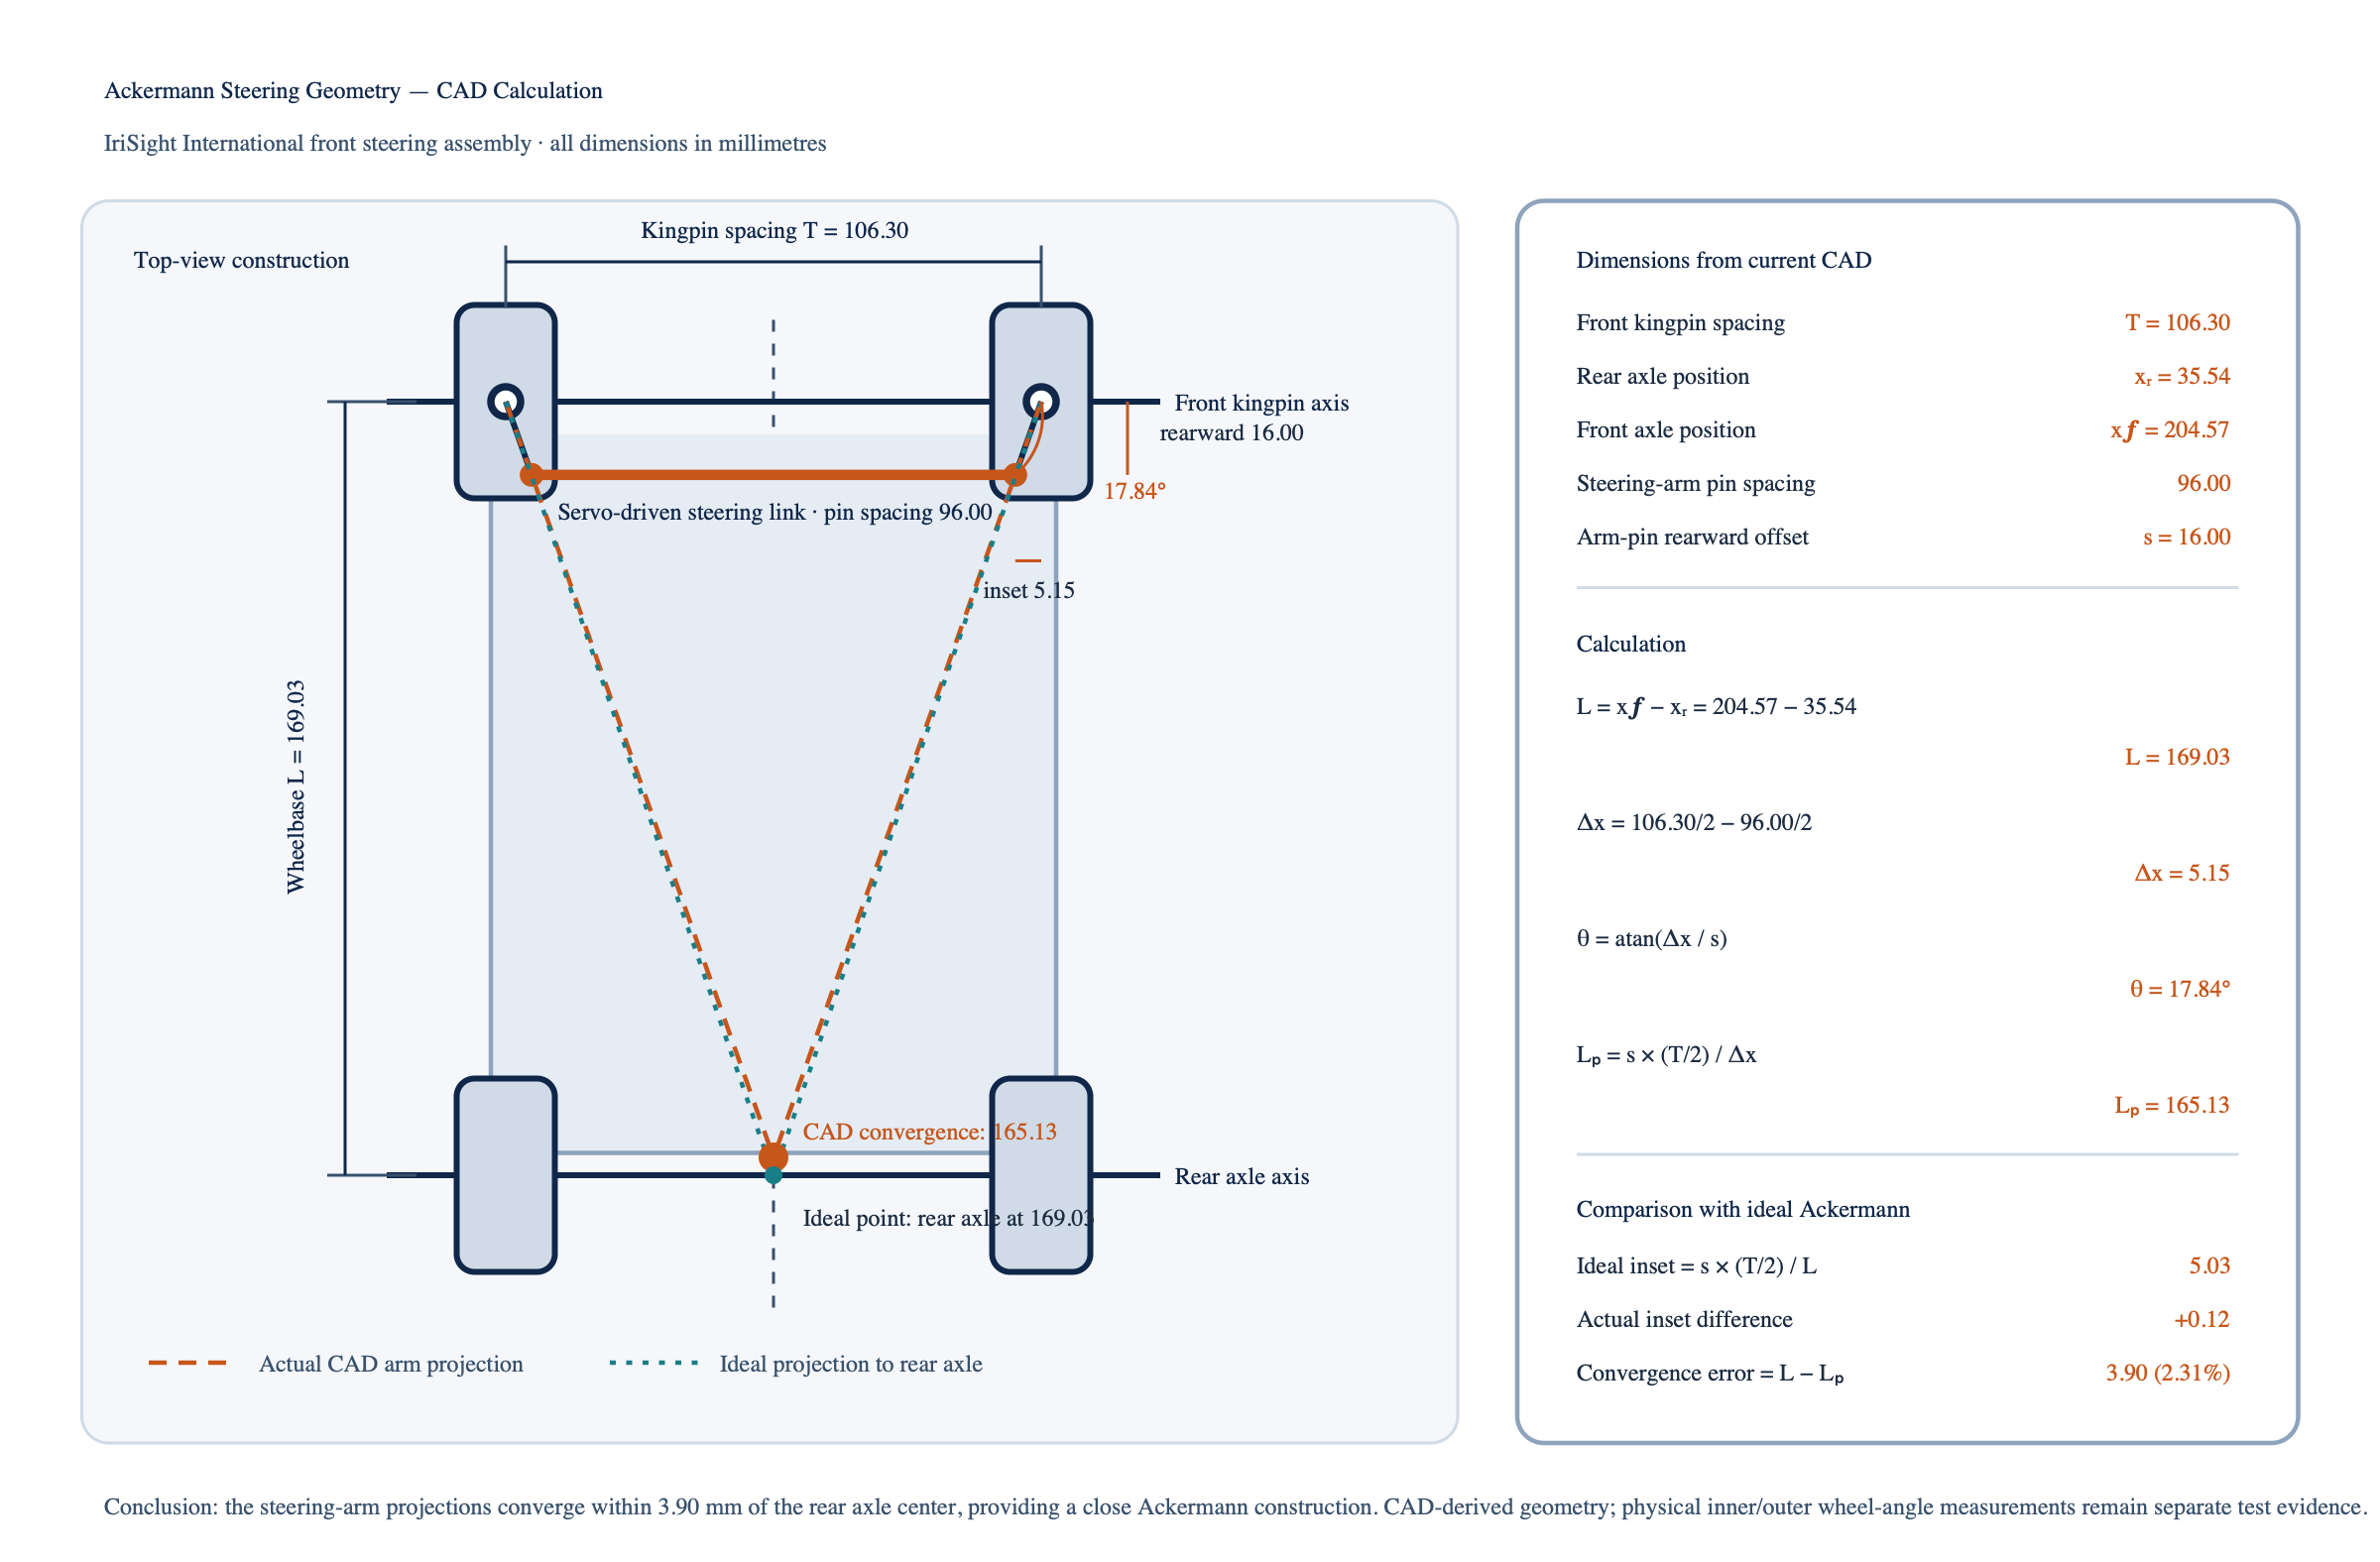 Ackermann Steering Geometry — CAD Calculation
IriSight International front steering assembly · all dimensions in millimetres
Top-view construction
Kingpin spacing T = 106.30
Front kingpin axis
rearward 16.00
17.84°
Servo-driven steering link · pin spacing 96.00
inset 5.15
Wheelbase L = 169.03
CAD convergence: 165.13
Rear axle axis
Ideal point: rear axle at 169.03
Actual CAD arm projection
Ideal projection to rear axle
Dimensions from current CAD
Front kingpin spacing T = 106.30
Rear axle position xᵣ = 35.54
Front axle position x𝒇 = 204.57
Steering-arm pin spacing 96.00
Arm-pin rearward offset s = 16.00
Calculation
L = x𝒇 − xᵣ = 204.57 − 35.54
L = 169.03
Δx = 106.30/2 − 96.00/2
Δx = 5.15
θ = atan(Δx / s)
θ = 17.84°
Lₚ = s × (T/2) / Δx
Lₚ = 165.13
Comparison with ideal Ackermann
Ideal inset = s × (T/2) / L 5.03
Actual inset difference +0.12
Convergence error = L − Lₚ 3.90 (2.31%)
Conclusion: the steering-arm projections converge within 3.90 mm of the rear axle center, providing a close Ackermann construction. CAD-derived geometry; physical inner/outer wheel-angle measurements remain separate test evidence.